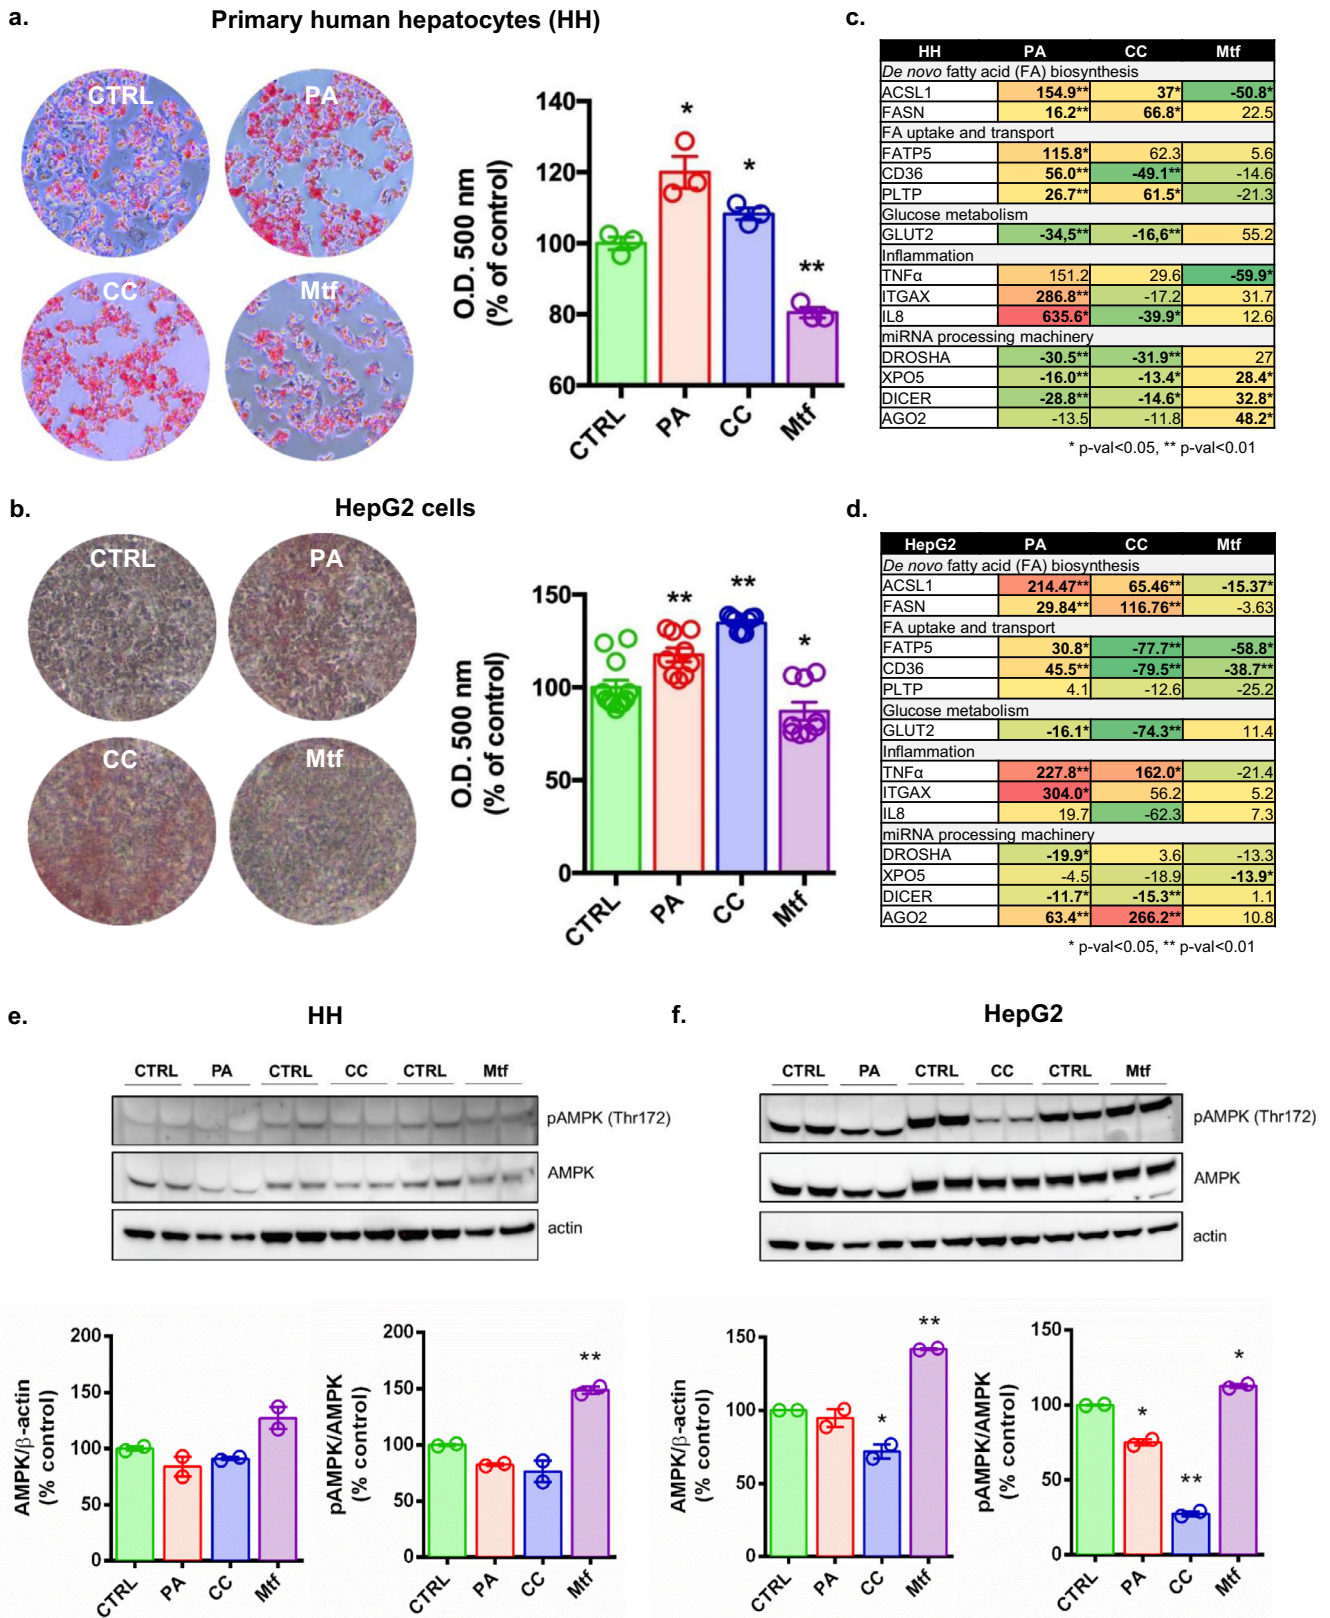 a.
Primary human hepatocytes (HH)
CTRL
PA
CC
Mtf
O.D. 500 nm
(% of control)
140
120
100
80
60
*
*
**
CTRL
PA
CC
Mtf
c.
HH PA CC Mtf
De novo fatty acid (FA) biosynthesis
ACSL1 154.9** 37* -50.8*
FASN 16.2** 66.8* 22.5
FA uptake and transport
FATP5 115.8* 62.3 5.6
CD36 56.0** -49.1** -14.6
PLTP 26.7** 61.5* -21.3
Glucose metabolism
GLUT2 -34,5** -16,6** 55.2
Inflammation
TNFα 151.2 29.6 -59.9*
ITGAX 286.8** -17.2 31.7
IL8 635.6* -39.9* 12.6
miRNA processing machinery
DROSHA -30.5** -31.9** 27
XPO5 -16.0** -13.4* 28.4*
DICER -28.8** -14.6* 32.8*
AGO2 -13.5 -11.8 48.2*
* p-val<0.05, ** p-val<0.01
b.
HepG2 cells
CTRL
PA
CC
Mtf
O.D. 500 nm
(% of control)
150
100
50
0
**
**
*
CTRL
PA
CC
Mtf
d.
HepG2 PA CC Mtf
De novo fatty acid (FA) biosynthesis
ACSL1 214.47** 65.46** -15.37*
FASN 29.84** 116.76** -3.63
FA uptake and transport
FATP5 30.8* -77.7** -58.8*
CD36 45.5** -79.5** -38.7**
PLTP 4.1 -12.6 -25.2
Glucose metabolism
GLUT2 -16.1* -74.3** 11.4
Inflammation
TNFα 227.8** 162.0* -21.4
ITGAX 304.0* 56.2 5.2
IL8 19.7 -62.3 7.3
miRNA processing machinery
DROSHA -19.9* 3.6 -13.3
XPO5 -4.5 -18.9 -13.9*
DICER -11.7* -15.3** 1.1
AGO2 63.4** 266.2** 10.8
* p-val<0.05, ** p-val<0.01
e.
HH
CTRL PA CTRL CC CTRL Mtf
pAMPK (Thr172)
AMPK
actin
AMPK/β-actin
(% control)
200
150
100
50
0
CTRL
PA
CC
Mtf
pAMPK/AMPK
(% control)
200
150
100
50
0
**
CTRL
PA
CC
Mtf
f.
HepG2
CTRL PA CTRL CC CTRL Mtf
pAMPK (Thr172)
AMPK
actin
AMPK/β-actin
(% control)
150
100
50
0
*
**
CTRL
PA
CC
Mtf
pAMPK/AMPK
(% control)
150
100
50
0
*
**
*
CTRL
PA
CC
Mtf